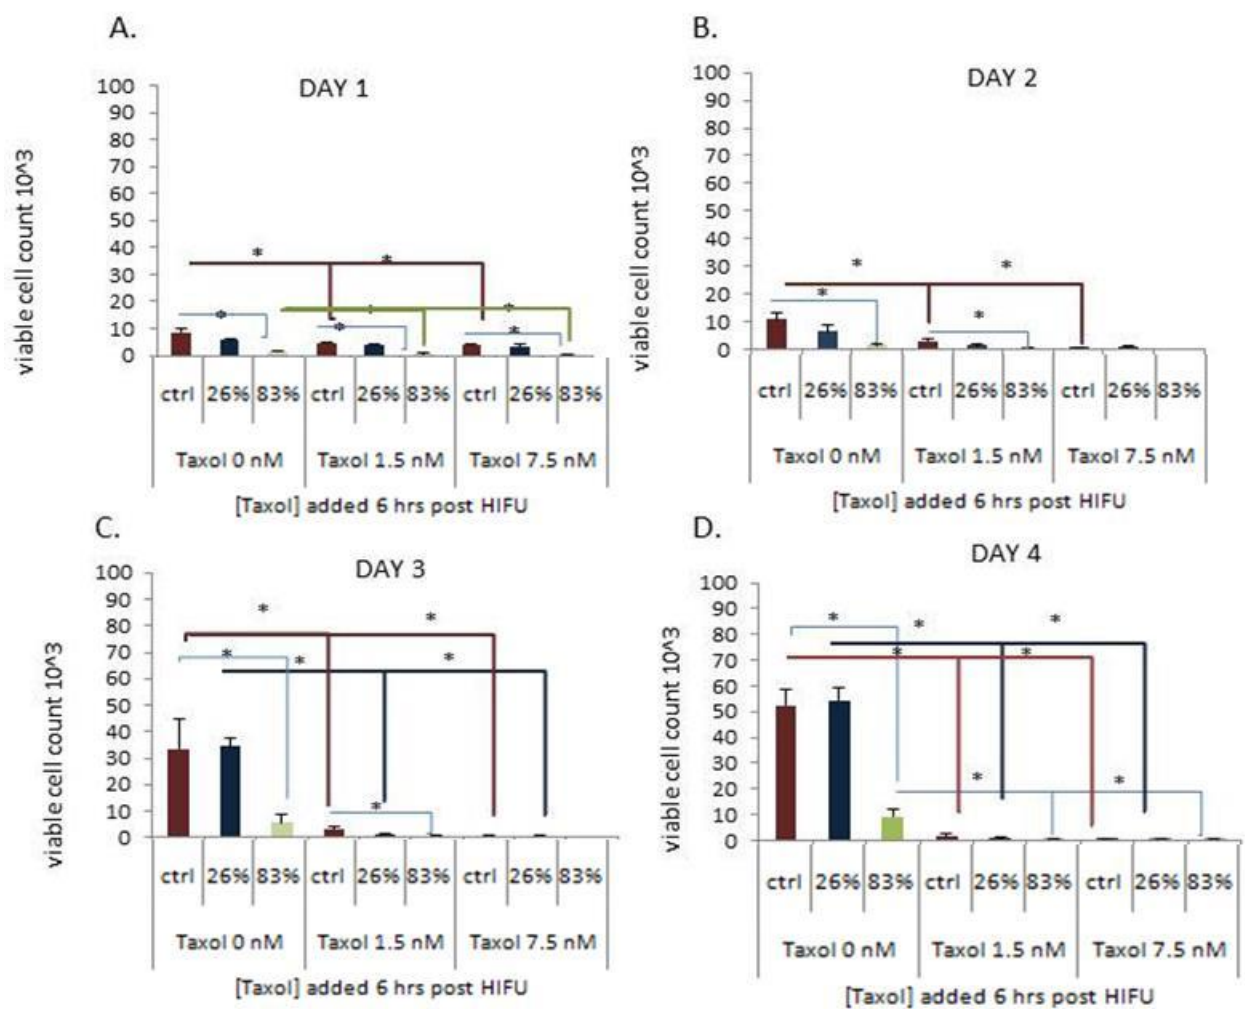 A.
DAY 1
viable cell count 10^3
100
90
80
70
60
50
40
30
20
10
0
* *
* * *
* *
ctrl 26% 83% ctrl 26% 83% ctrl 26% 83%
Taxol 0 nM Taxol 1.5 nM Taxol 7.5 nM
[Taxol] added 6 hrs post HIFU
B.
DAY 2
viable cell count 10^3
100
90
80
70
60
50
40
30
20
10
0
* *
* *
ctrl 26% 83% ctrl 26% 83% ctrl 26% 83%
Taxol 0 nM Taxol 1.5 nM Taxol 7.5 nM
[Taxol] added 6 hrs post HIFU
C.
DAY 3
viable cell count 10^3
100
90
80
70
60
50
40
30
20
10
0
* *
* * *
*
ctrl 26% 83% ctrl 26% 83% ctrl 26% 83%
Taxol 0 nM Taxol 1.5 nM Taxol 7.5 nM
[Taxol] added 6 hrs post HIFU
D.
DAY 4
viable cell count 10^3
100
90
80
70
60
50
40
30
20
10
0
* * *
* *
* *
ctrl 26% 83% ctrl 26% 83% ctrl 26% 83%
Taxol 0 nM Taxol 1.5 nM Taxol 7.5 nM
[Taxol] added 6 hrs post HIFU